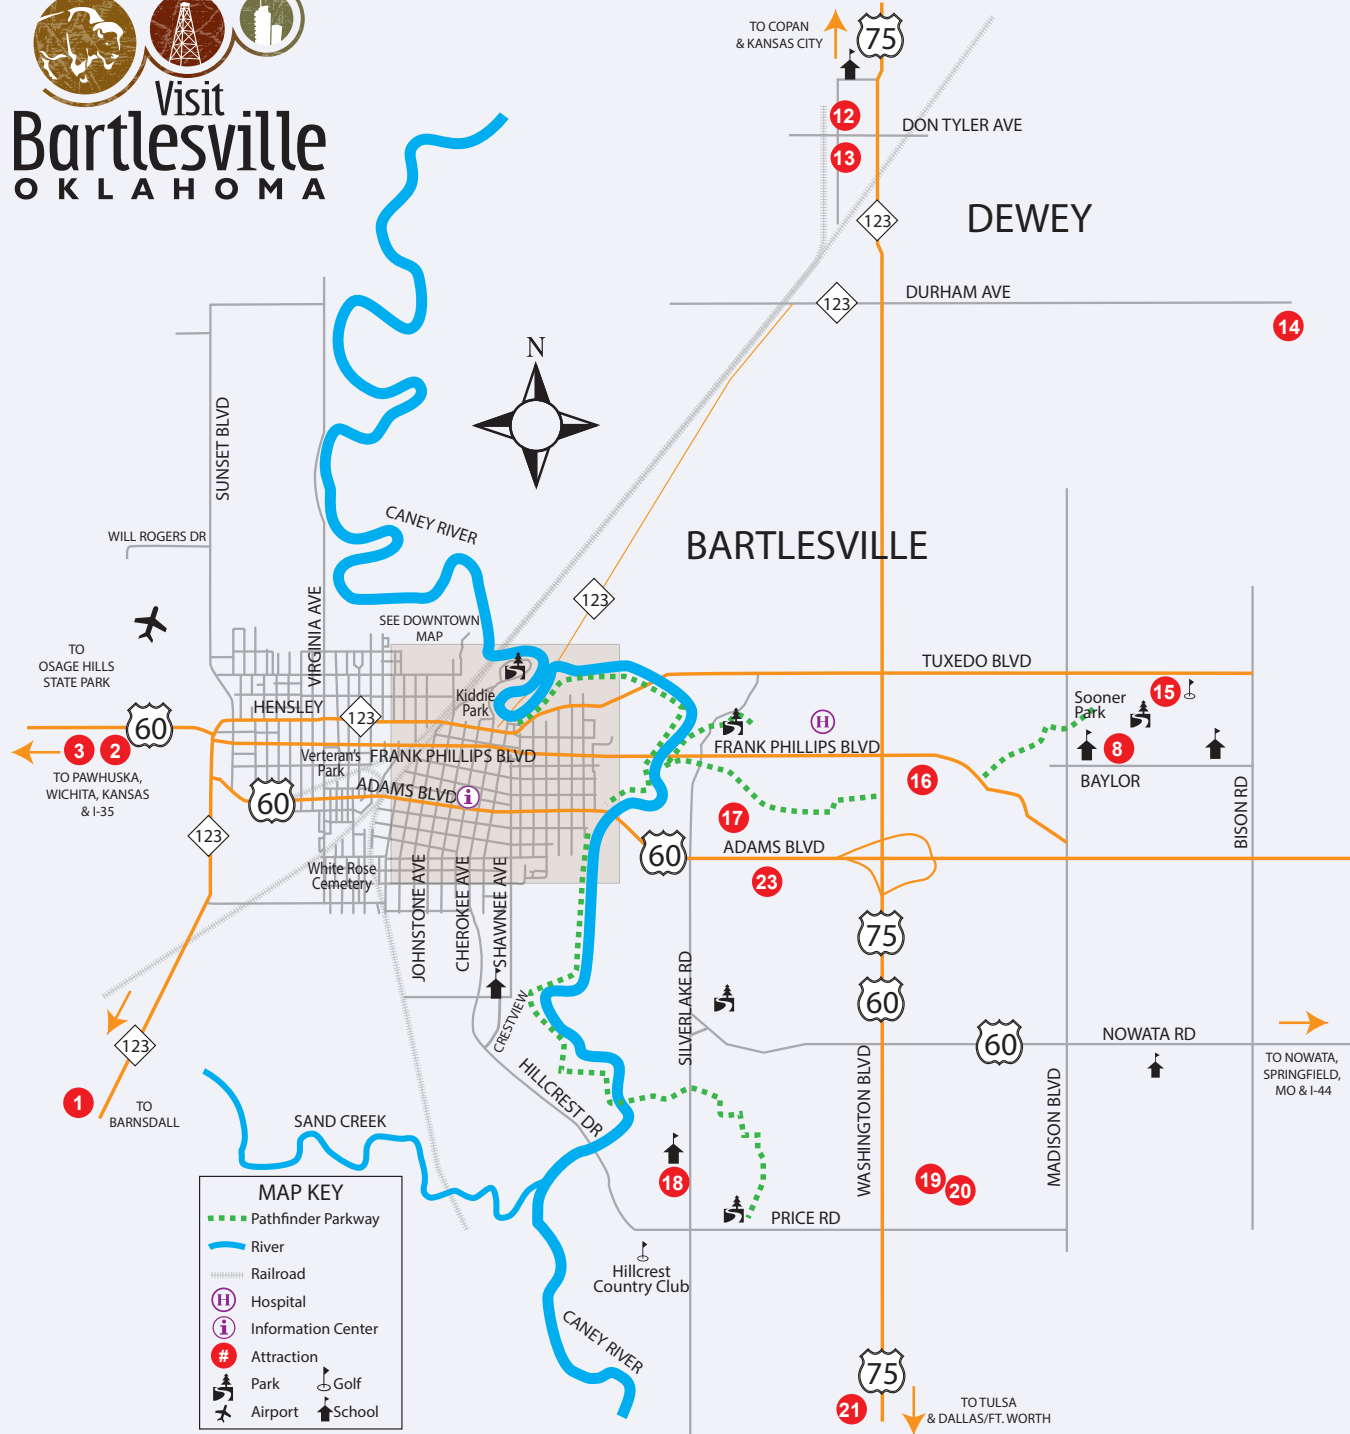 Visit
Bartlesville
OKLAHOMA
TO COPAN
& KANSAS CITY
75
12
DON TYLER AVE
13
123
DEWEY
DURHAM AVE
123
14
N
SUNSET BLVD
CANEY RIVER
BARTLESVILLE
WILL ROGERS DR
VIRGINIA AVE
123
SEE DOWNTOWN
MAP
TO
OSAGE HILLS
STATE PARK
TUXEDO BLVD
Kiddie
Park
Sooner
Park
15
HENSLEY
123
60
H
3
2
Verteran's
Park
FRANK PHILLIPS BLVD
FRANK PHILLIPS BLVD
8
TO PAWHUSKA,
WICHITA, KANSAS
& I-35
60
ADAMS BLVD
i
16
BAYLOR
BISON RD
17
123
60
ADAMS BLVD
White Rose
Cemetery
23
JOHNSTONE AVE
CHEROKEE AVE
SHAWNEE AVE
75
SILVERLAKE RD
60
CRESTVIEW
123
60
NOWATA RD
TO NOWATA,
SPRINGFIELD,
MO & I-44
1
TO
BARNSDALL
HILLCREST DR
SAND CREEK
WASHINGTON BLVD
MADISON BLVD
18
19
20
PRICE RD
Hillcrest
Country Club
CANEY RIVER
75
21
TO TULSA
& DALLAS/FT. WORTH
MAP KEY
Pathfinder Parkway
River
Railroad
H Hospital
i Information Center
# Attraction
Park Golf
Airport School